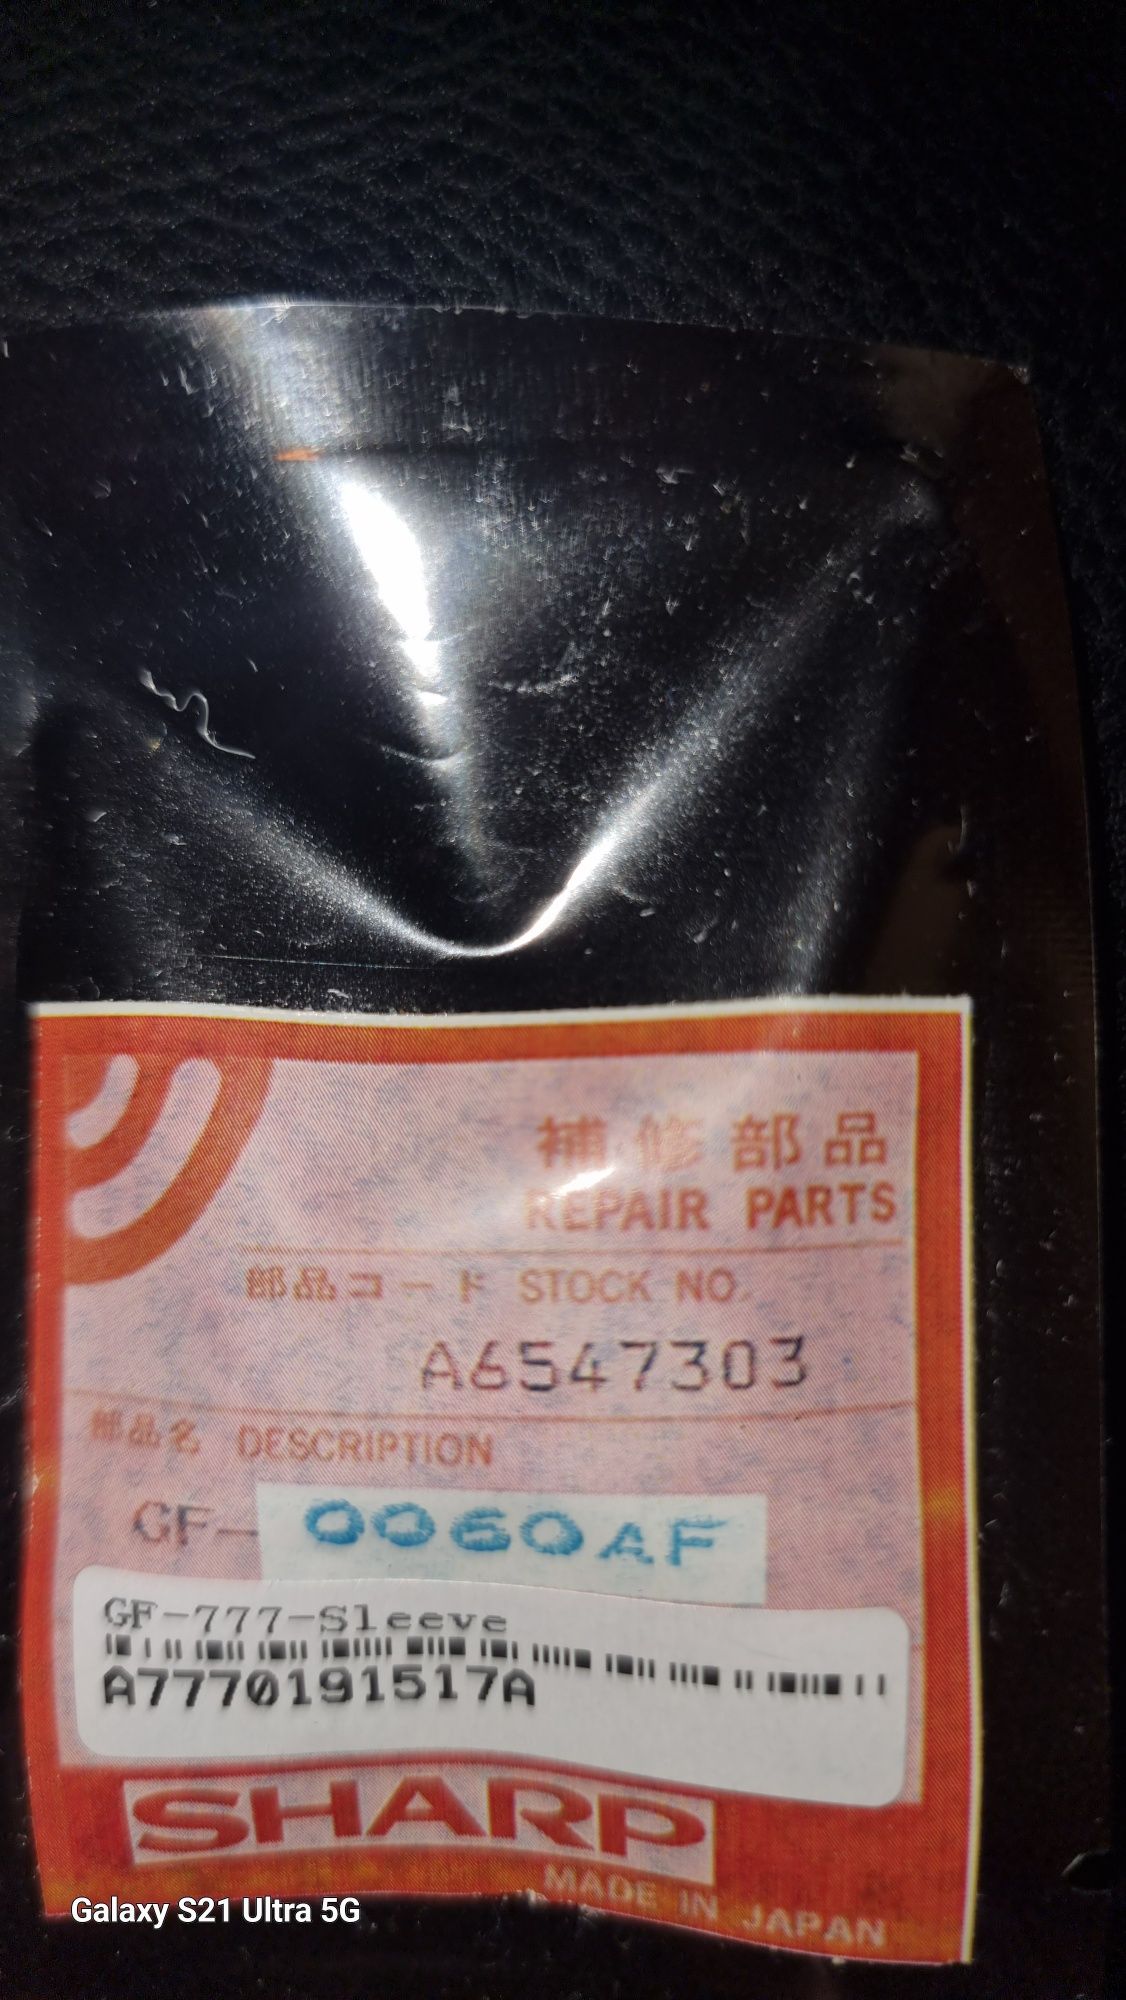 補修部品
REPAIR PARTS
部品コード STOCK NO.
A6547303
部品名 DESCRIPTION
GF-0060AF
GF-777-Sleeve
A7770191517A
SHARP
MADE IN JAPAN
Galaxy S21 Ultra 5G